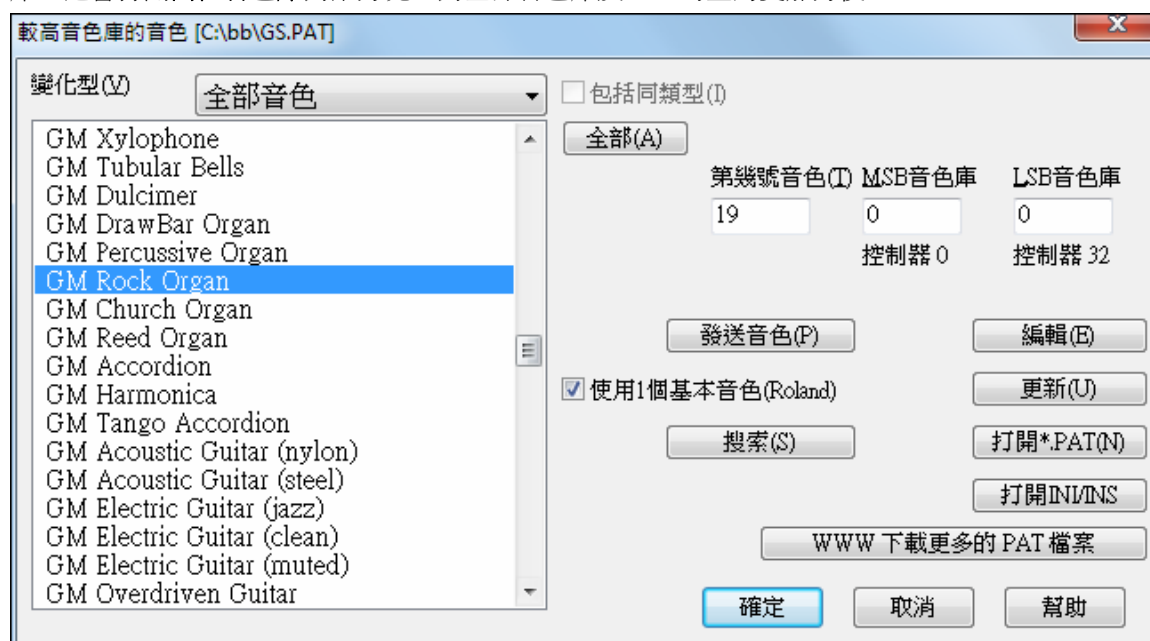 較高音色庫的音色 [C:\bb\GS.PAT]
變化型(V)
全部音色
包括同類型(I)
全部(A)
GM Xylophone
GM Tubular Bells
GM Dulcimer
GM DrawBar Organ
GM Percussive Organ
GM Rock Organ
GM Church Organ
GM Reed Organ
GM Accordion
GM Harmonica
GM Tango Accordion
GM Acoustic Guitar (nylon)
GM Acoustic Guitar (steel)
GM Electric Guitar (jazz)
GM Electric Guitar (clean)
GM Electric Guitar (muted)
GM Overdriven Guitar
第幾號音色(T) MSB音色庫 LSB音色庫
19 0 0
控制器 0 控制器 32
發送音色(P) 編輯(E)
使用1個基本音色(Roland) 更新(U)
搜索(S) 打開*.PAT(N)
打開INI/INS
WWW 下載更多的 PAT 檔案
確定 取消 幫助